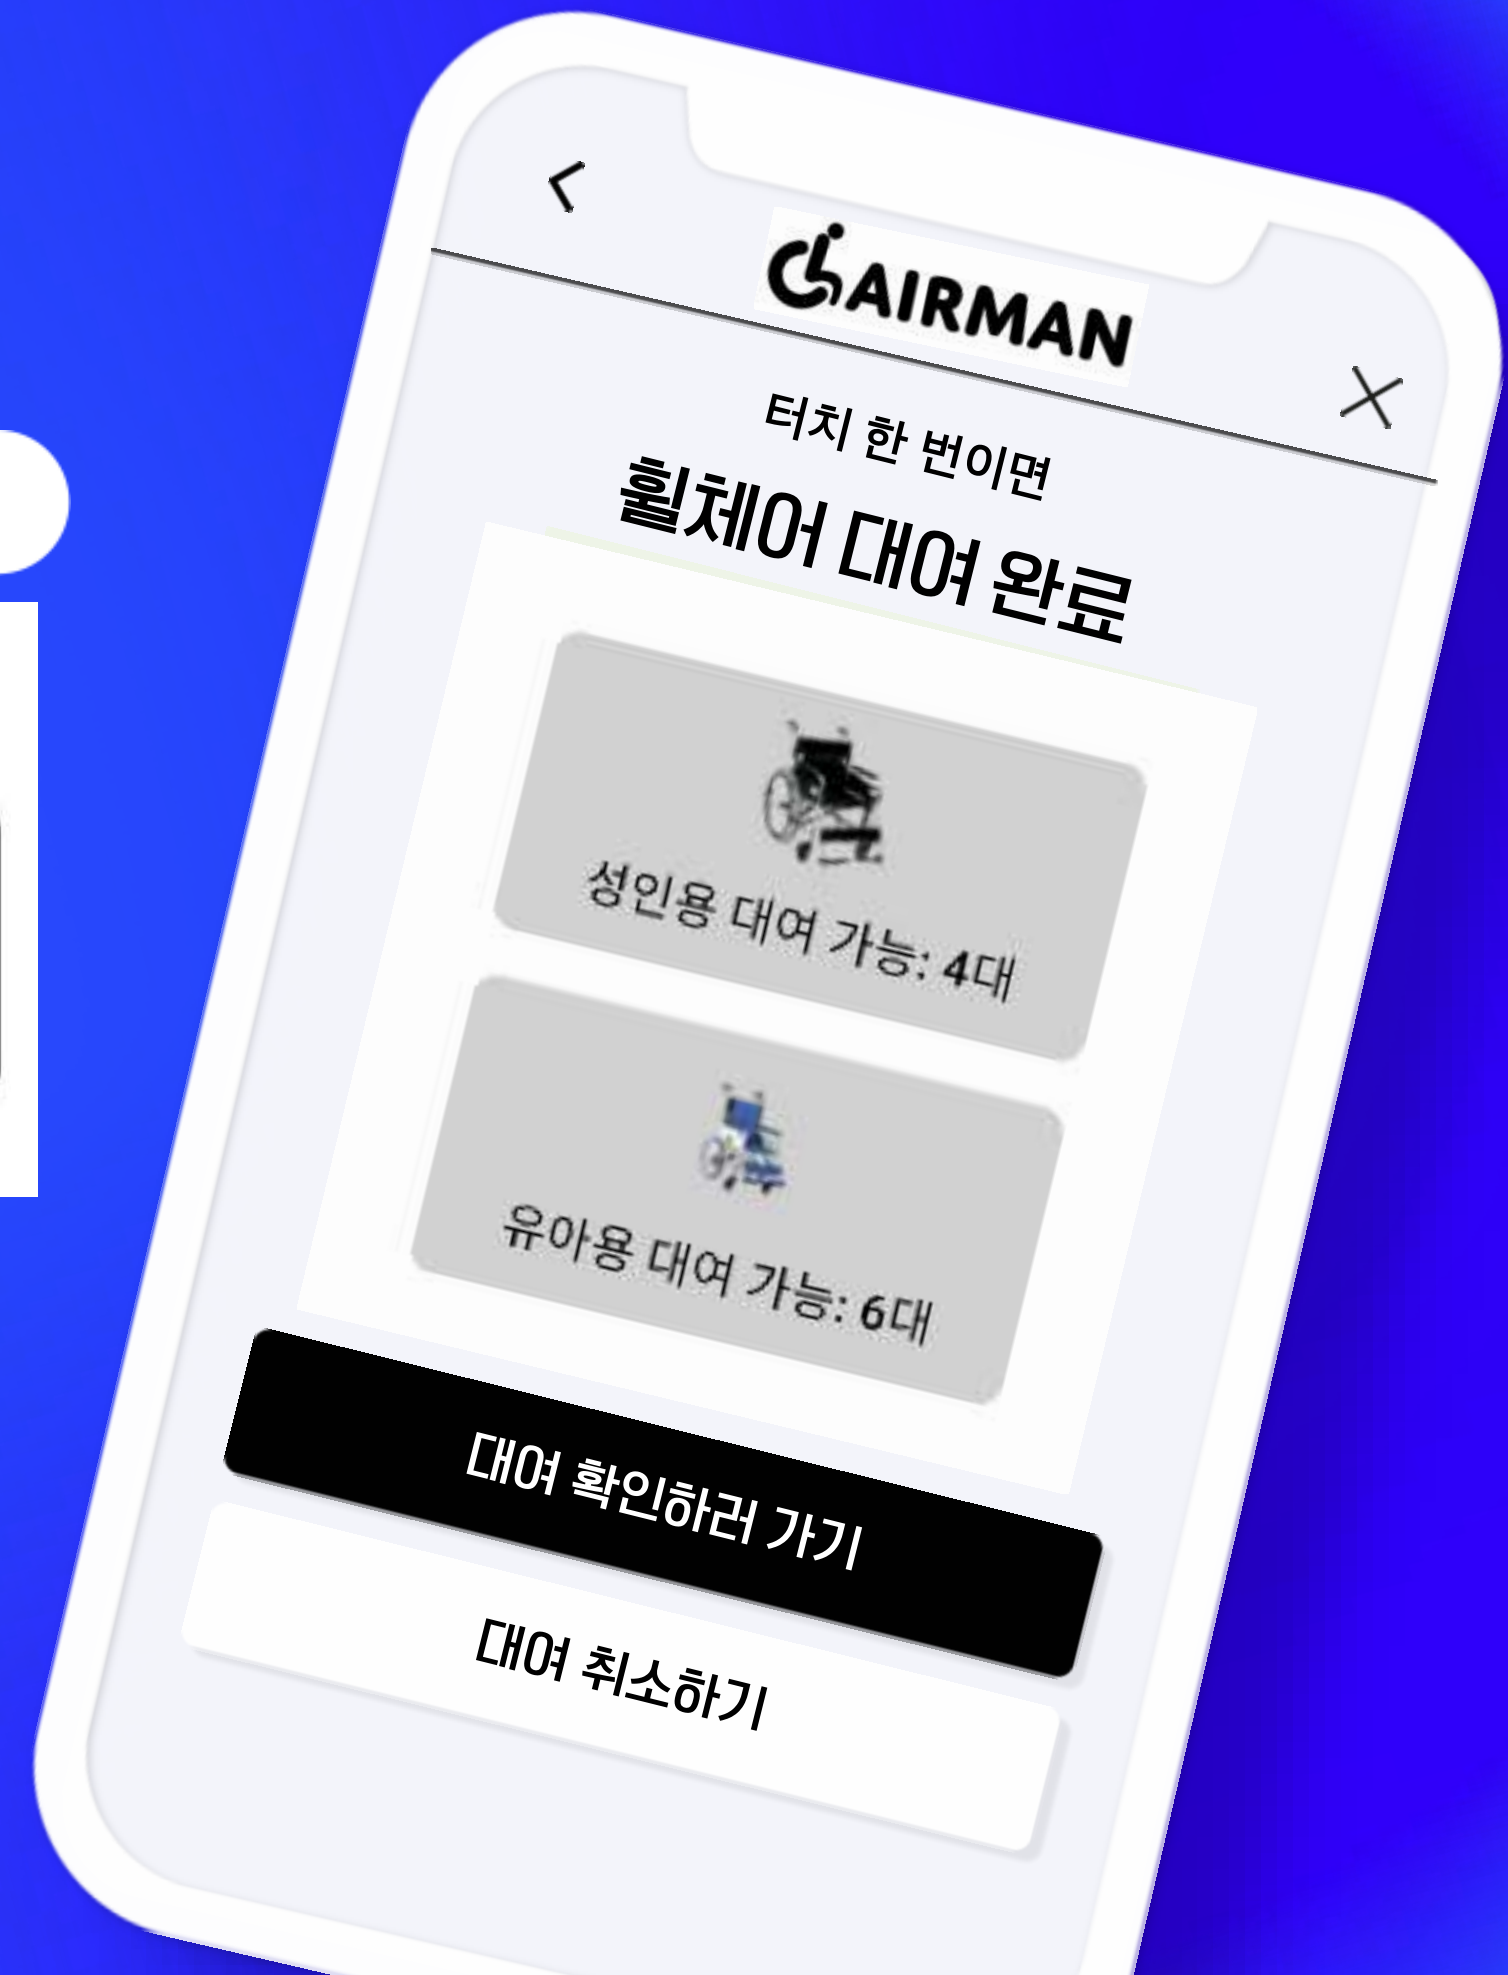 CHAIRMAN
터치 한 번이면
휠체어 대여 완료
성인용 대여 가능: 4대
유아용 대여 가능: 6대
대여 확인하러 가기
대여 취소하기